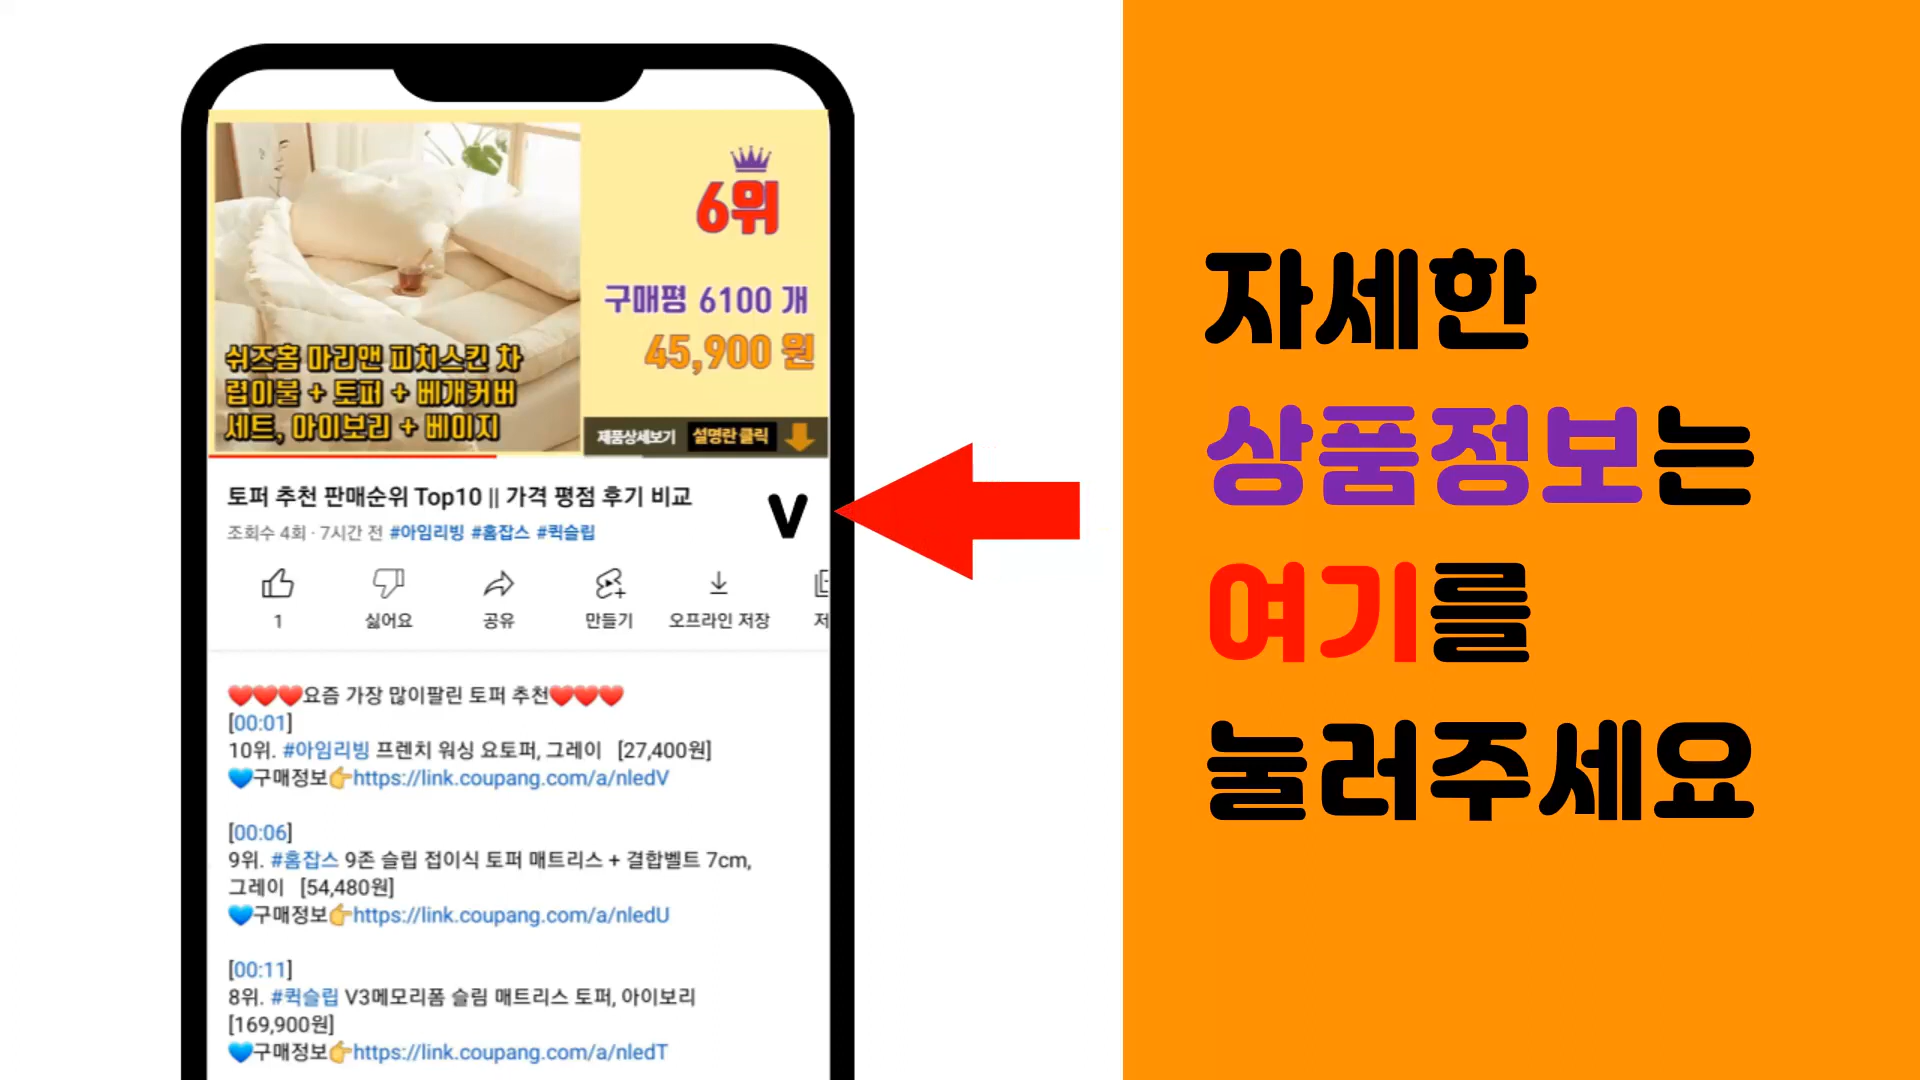 6위
구매평 6100 개
45,900 원
쉬즈홈 마리앤 피치스킨 차
렵이불 + 토퍼 + 베개커버
세트, 아이보리 + 베이지
제품상세보기 설명란 클릭
토퍼 추천 판매순위 Top10 || 가격 평점 후기 비교
V
조회수 4회 · 7시간 전 #아임리빙 #홈잡스 #퀵슬립
1 싫어요 공유 만들기 오프라인 저장 저
❤️❤️❤️요즘 가장 많이팔린 토퍼 추천❤️❤️❤️
[00:01]
10위. #아임리빙 프렌치 워싱 요토퍼, 그레이 [27,400원]
💙구매정보👉https://link.coupang.com/a/nledV
[00:06]
9위. #홈잡스 9존 슬립 접이식 토퍼 매트리스 + 결합벨트 7cm,
그레이 [54,480원]
💙구매정보👉https://link.coupang.com/a/nledU
[00:11]
8위. #퀵슬립 V3메모리폼 슬림 매트리스 토퍼, 아이보리
[169,900원]
💙구매정보👉https://link.coupang.com/a/nledT
자세한
상품정보는
여기를
눌러주세요